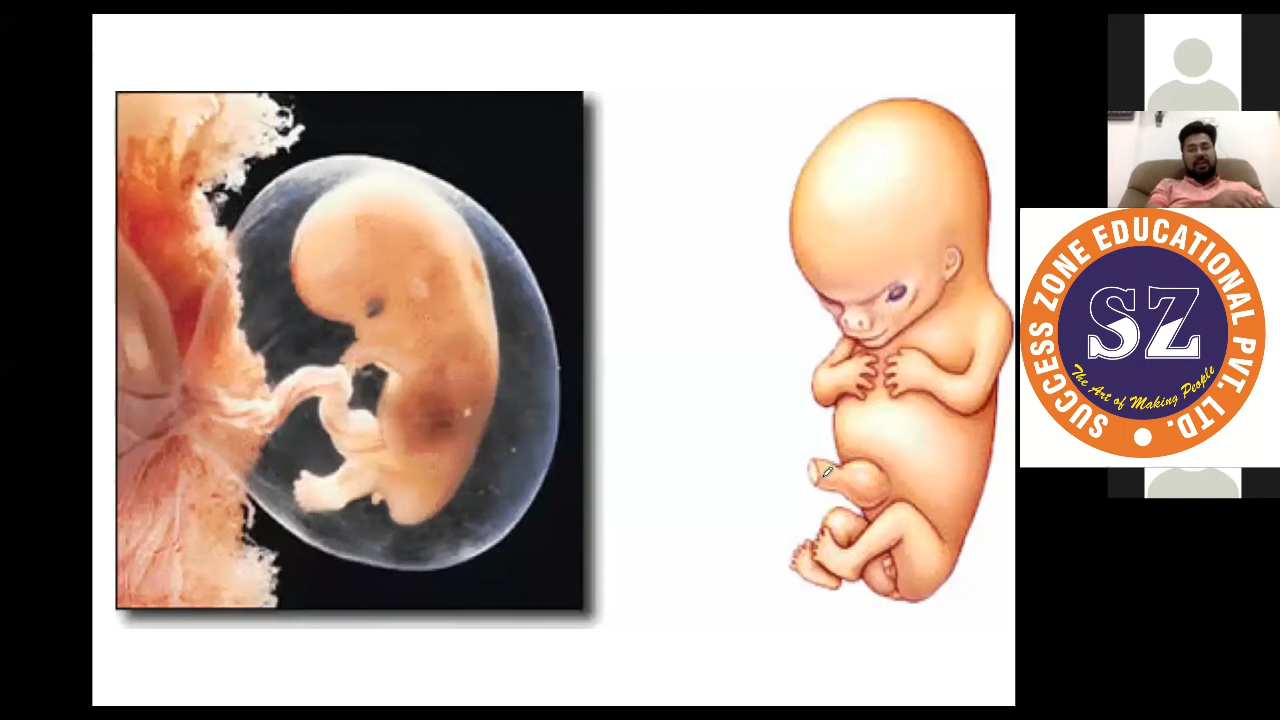 SUCCESS ZONE EDUCATIONAL PVT. LTD.
SZ
The Art of Making People